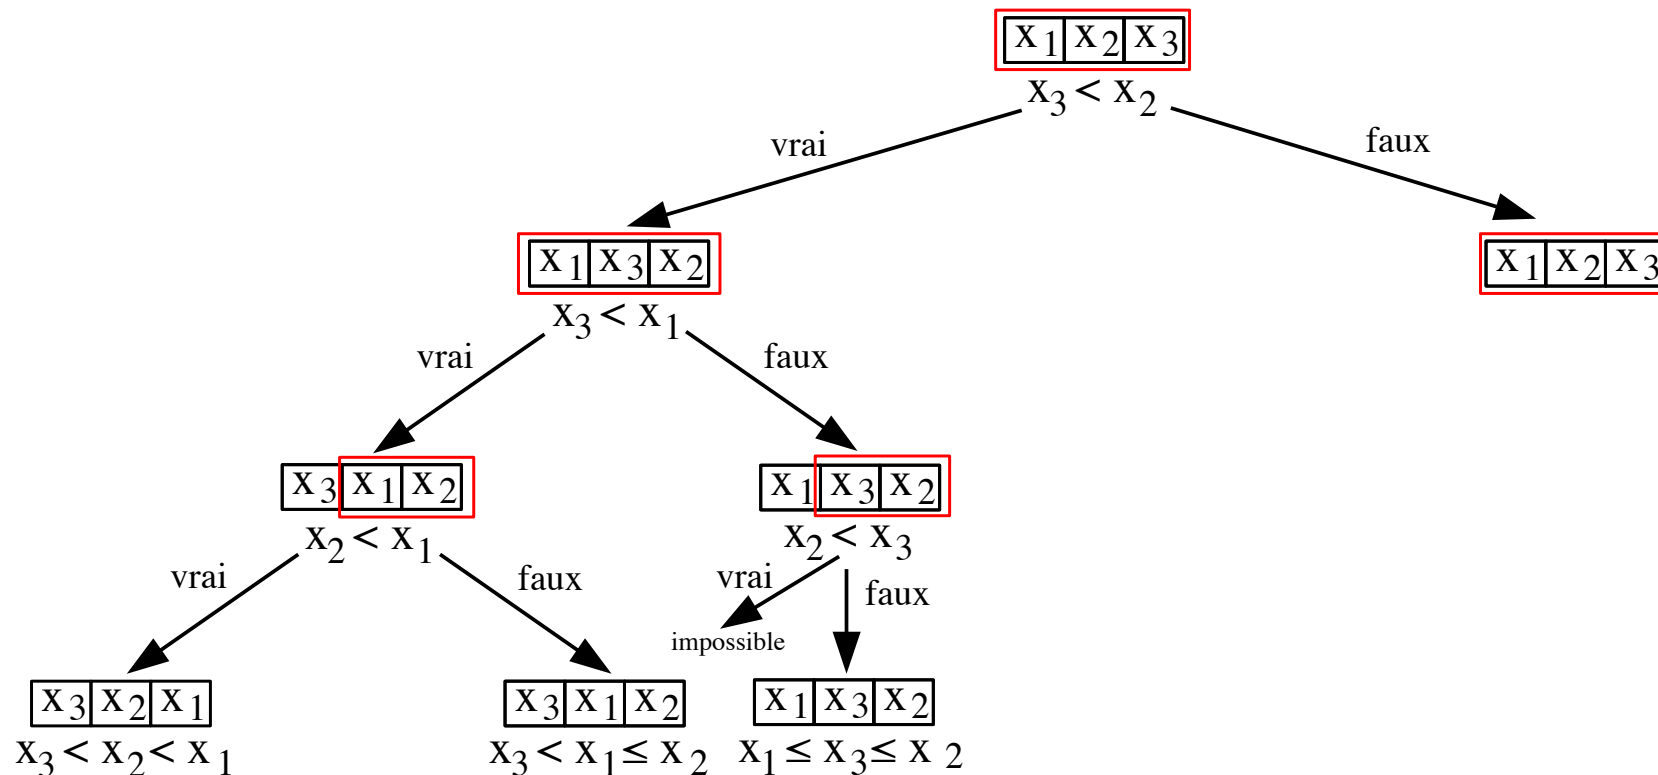 x1 x2 x3
x3 < x2
vrai
faux
x1 x3 x2
x1 x2 x3
x3 < x1
vrai
faux
x3 x1 x2
x1 x3 x2
x2 < x1
x2 < x3
vrai
faux
vrai
faux
impossible
x3 x2 x1
x3 x1 x2
x1 x3 x2
x3 < x2 < x1
x3 < x1 ≤ x2
x1 ≤ x3 ≤ x 2